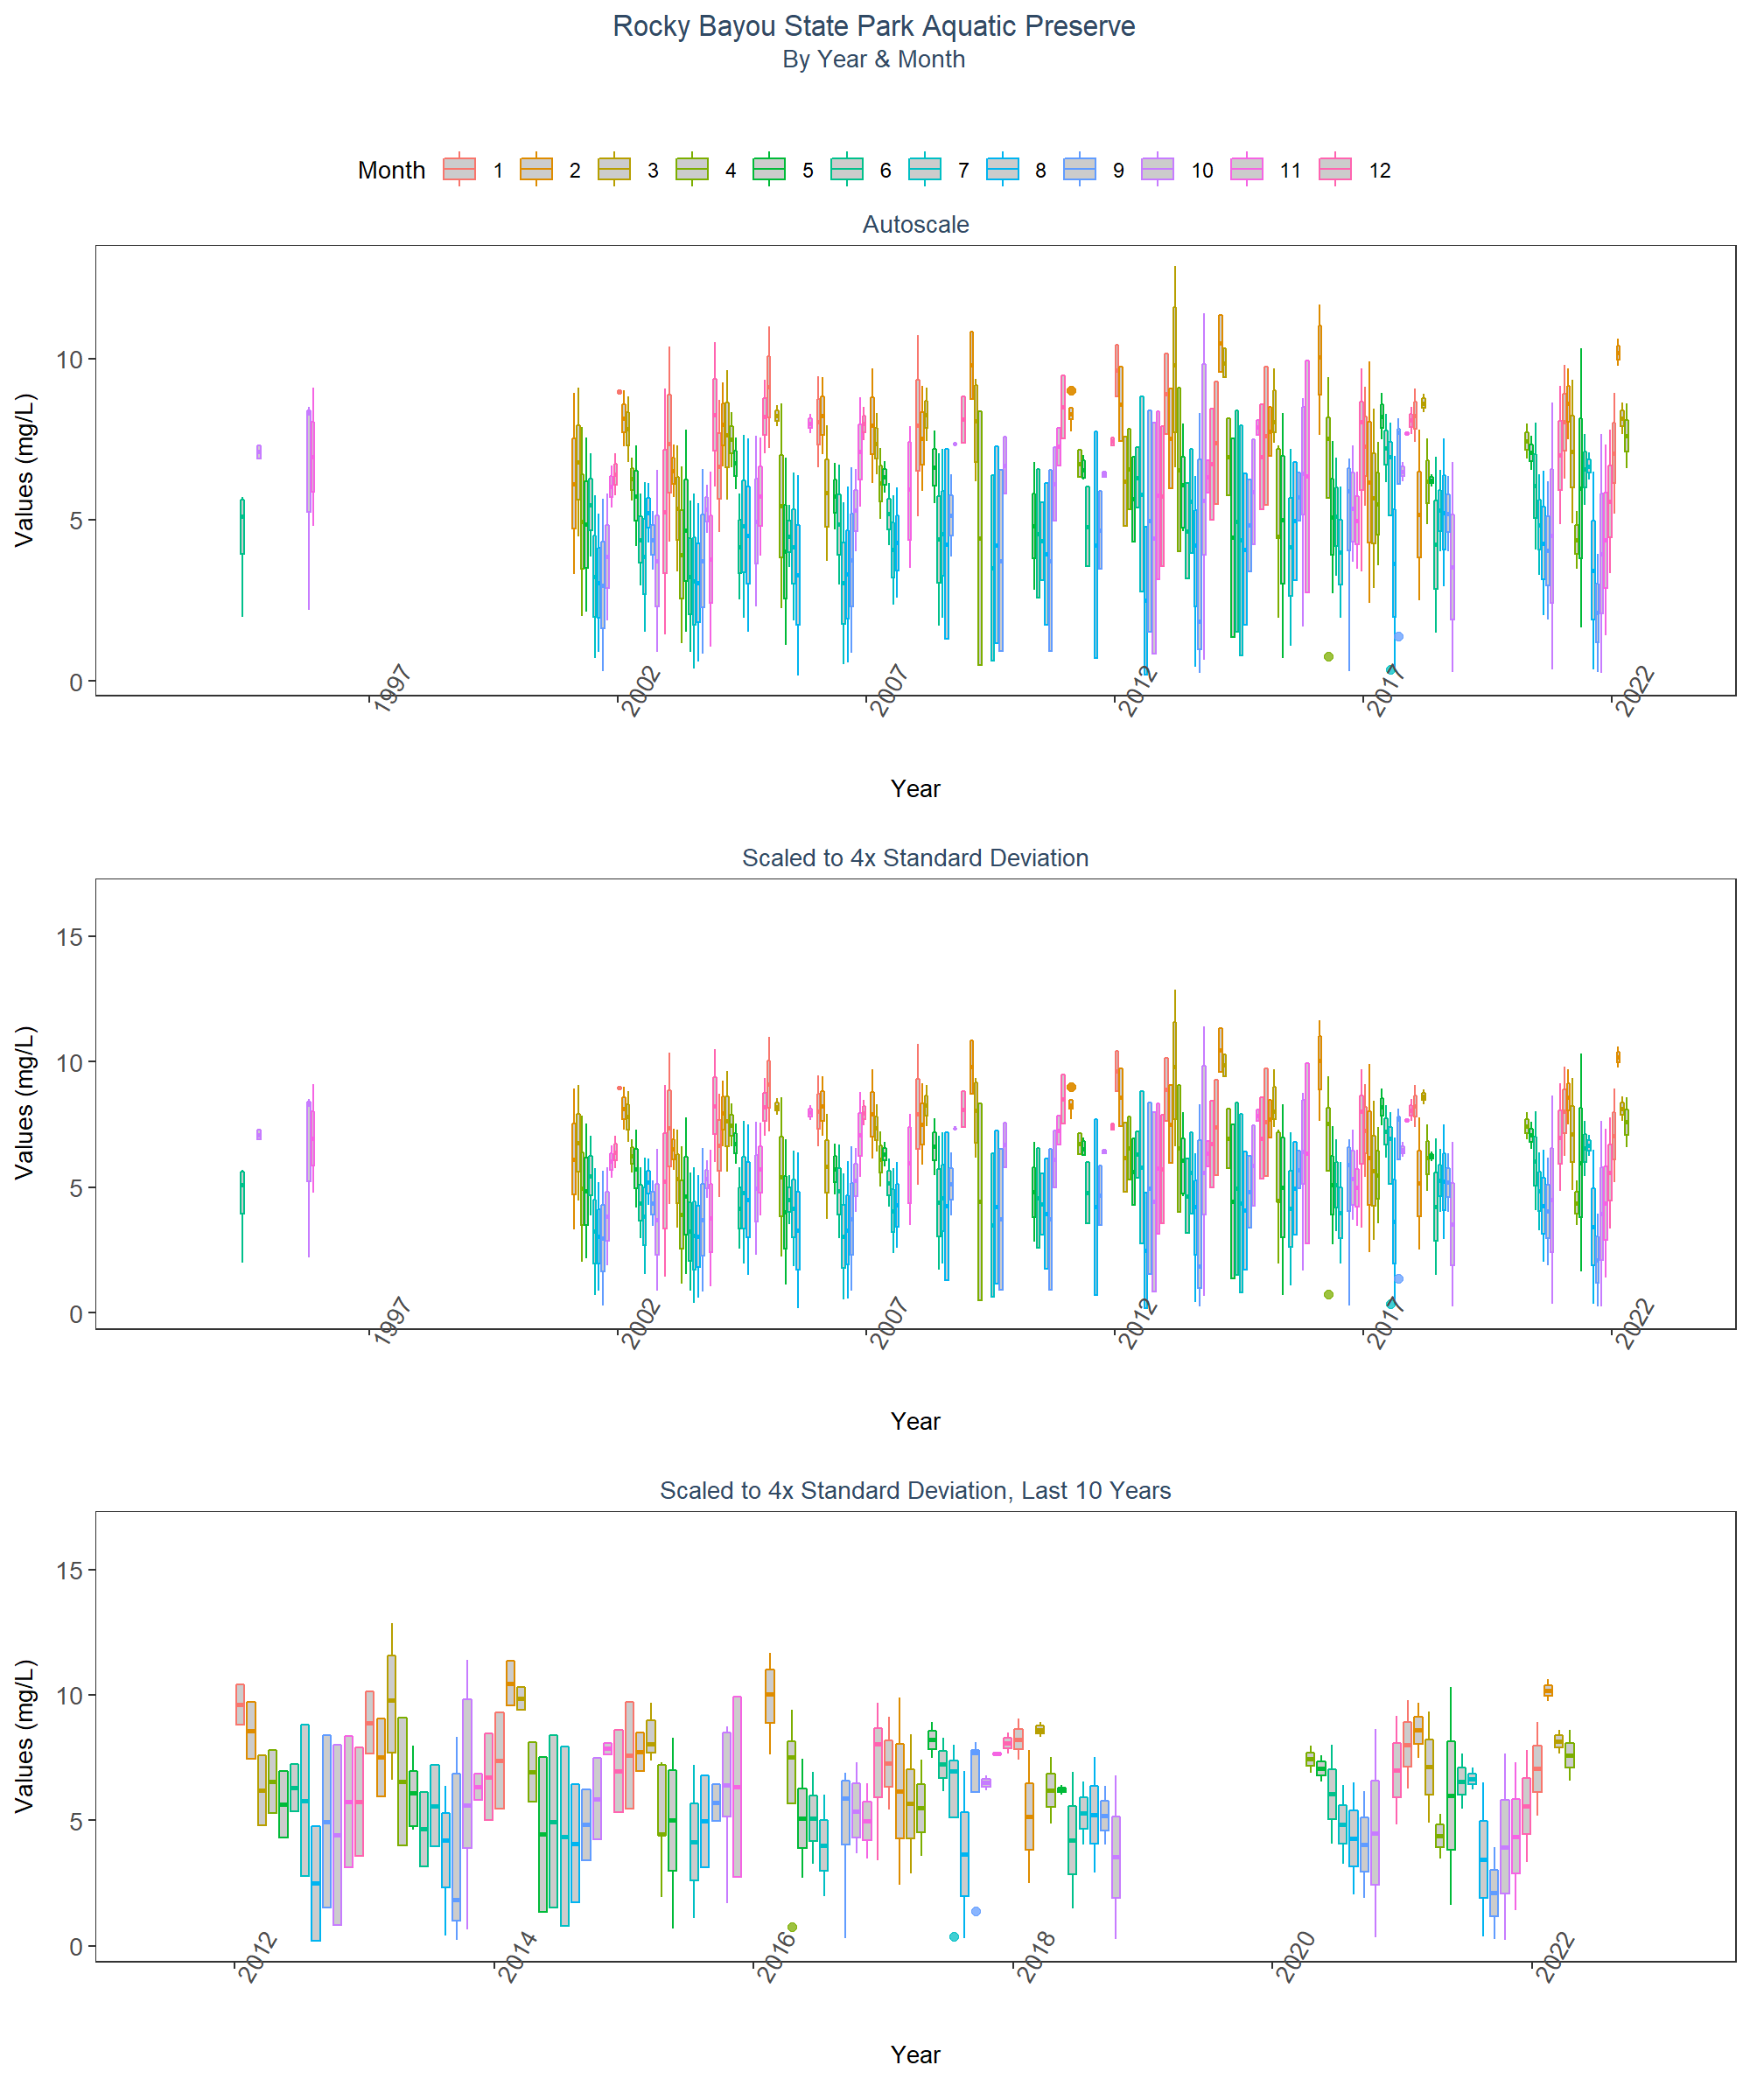 Rocky Bayou State Park Aquatic Preserve
By Year & Month
Month 1 2 3 4 5 6 7 8 9 10 11 12
Autoscale
Values (mg/L)
10
5
0
1997 2002 2007 2012 2017 2022
Year
Scaled to 4x Standard Deviation
Values (mg/L)
15
10
5
0
1997 2002 2007 2012 2017 2022
Year
Scaled to 4x Standard Deviation, Last 10 Years
Values (mg/L)
15
10
5
0
2012 2014 2016 2018 2020 2022
Year